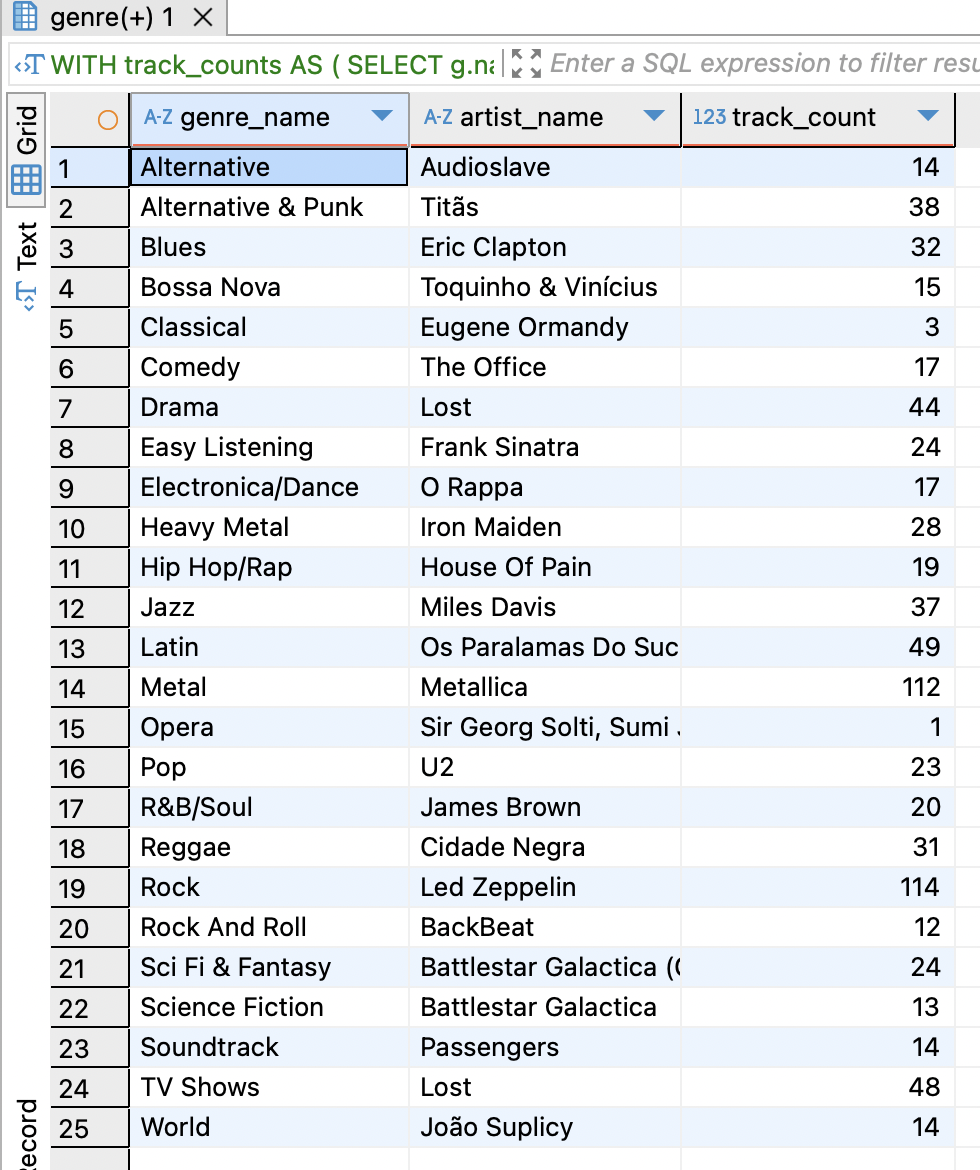 genre(+) 1
WITH track_counts AS ( SELECT g.na Enter a SQL expression to filter resu
Grid
Text
Record
genre_name artist_name track_count
1 Alternative Audioslave 14
2 Alternative & Punk Titãs 38
3 Blues Eric Clapton 32
4 Bossa Nova Toquinho & Vinícius 15
5 Classical Eugene Ormandy 3
6 Comedy The Office 17
7 Drama Lost 44
8 Easy Listening Frank Sinatra 24
9 Electronica/Dance O Rappa 17
10 Heavy Metal Iron Maiden 28
11 Hip Hop/Rap House Of Pain 19
12 Jazz Miles Davis 37
13 Latin Os Paralamas Do Suc 49
14 Metal Metallica 112
15 Opera Sir Georg Solti, Sumi 1
16 Pop U2 23
17 R&B/Soul James Brown 20
18 Reggae Cidade Negra 31
19 Rock Led Zeppelin 114
20 Rock And Roll BackBeat 12
21 Sci Fi & Fantasy Battlestar Galactica ( 24
22 Science Fiction Battlestar Galactica 13
23 Soundtrack Passengers 14
24 TV Shows Lost 48
25 World João Suplicy 14